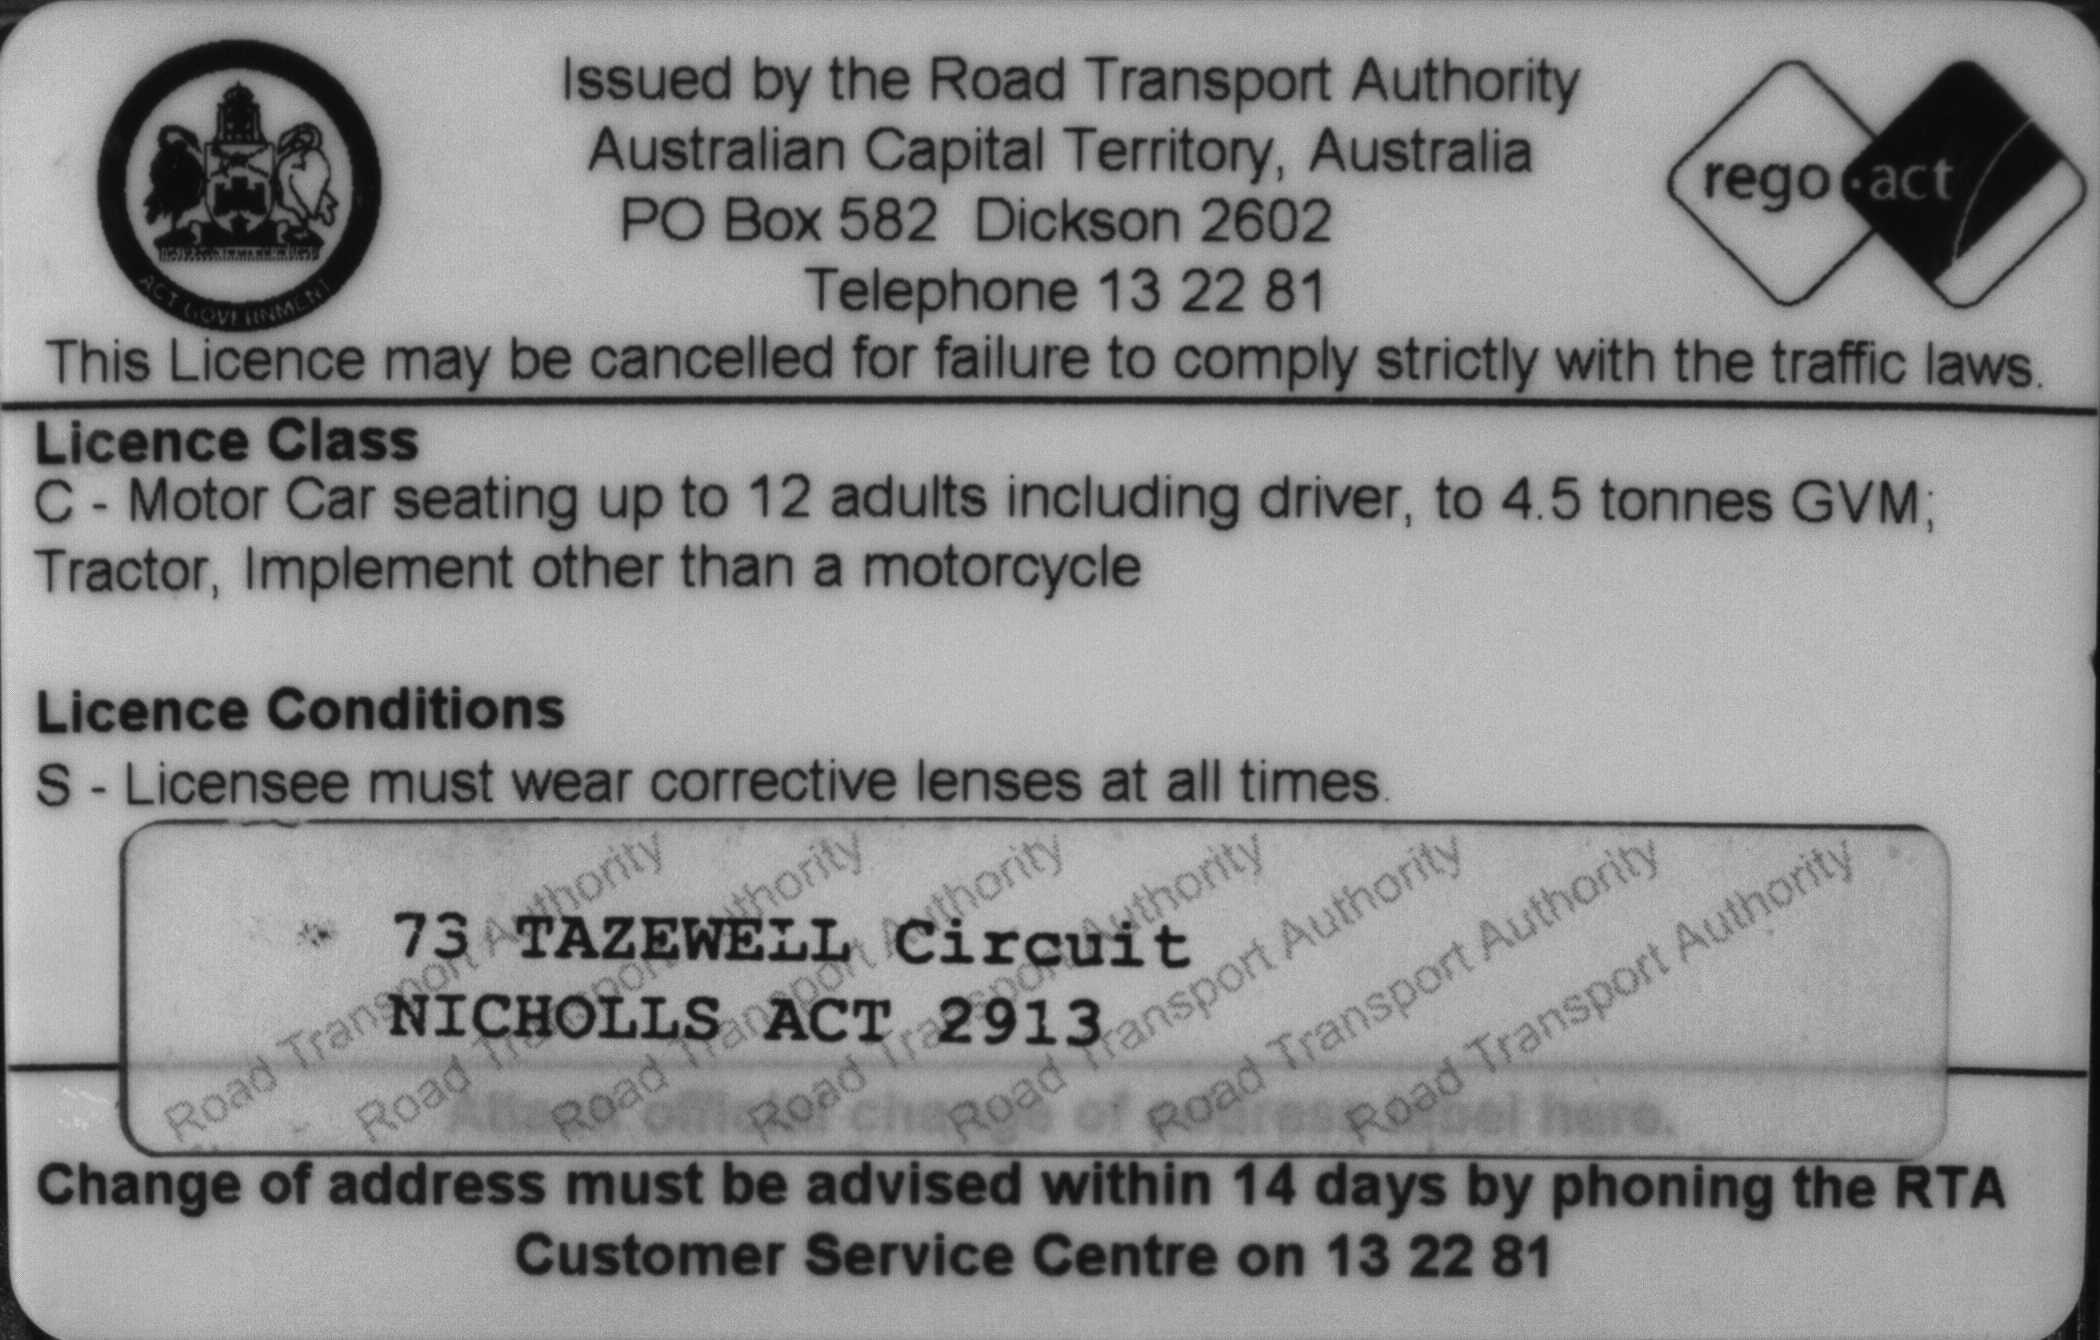 Issued by the Road Transport Authority
Australian Capital Territory, Australia
PO Box 582 Dickson 2602
Telephone 13 22 81
ACT GOVERNMENT
rego·act
This Licence may be cancelled for failure to comply strictly with the traffic laws.
Licence Class
C - Motor Car seating up to 12 adults including driver, to 4.5 tonnes GVM;
Tractor, Implement other than a motorcycle
Licence Conditions
S - Licensee must wear corrective lenses at all times.
73 TAZEWELL Circuit
NICHOLLS ACT 2913
Road Transport Authority
Road Transport Authority
Road Transport Authority
Road Transport Authority
Road Transport Authority
Road Transport Authority
Road Transport Authority
Attach official change of address label here.
Change of address must be advised within 14 days by phoning the RTA
Customer Service Centre on 13 22 81